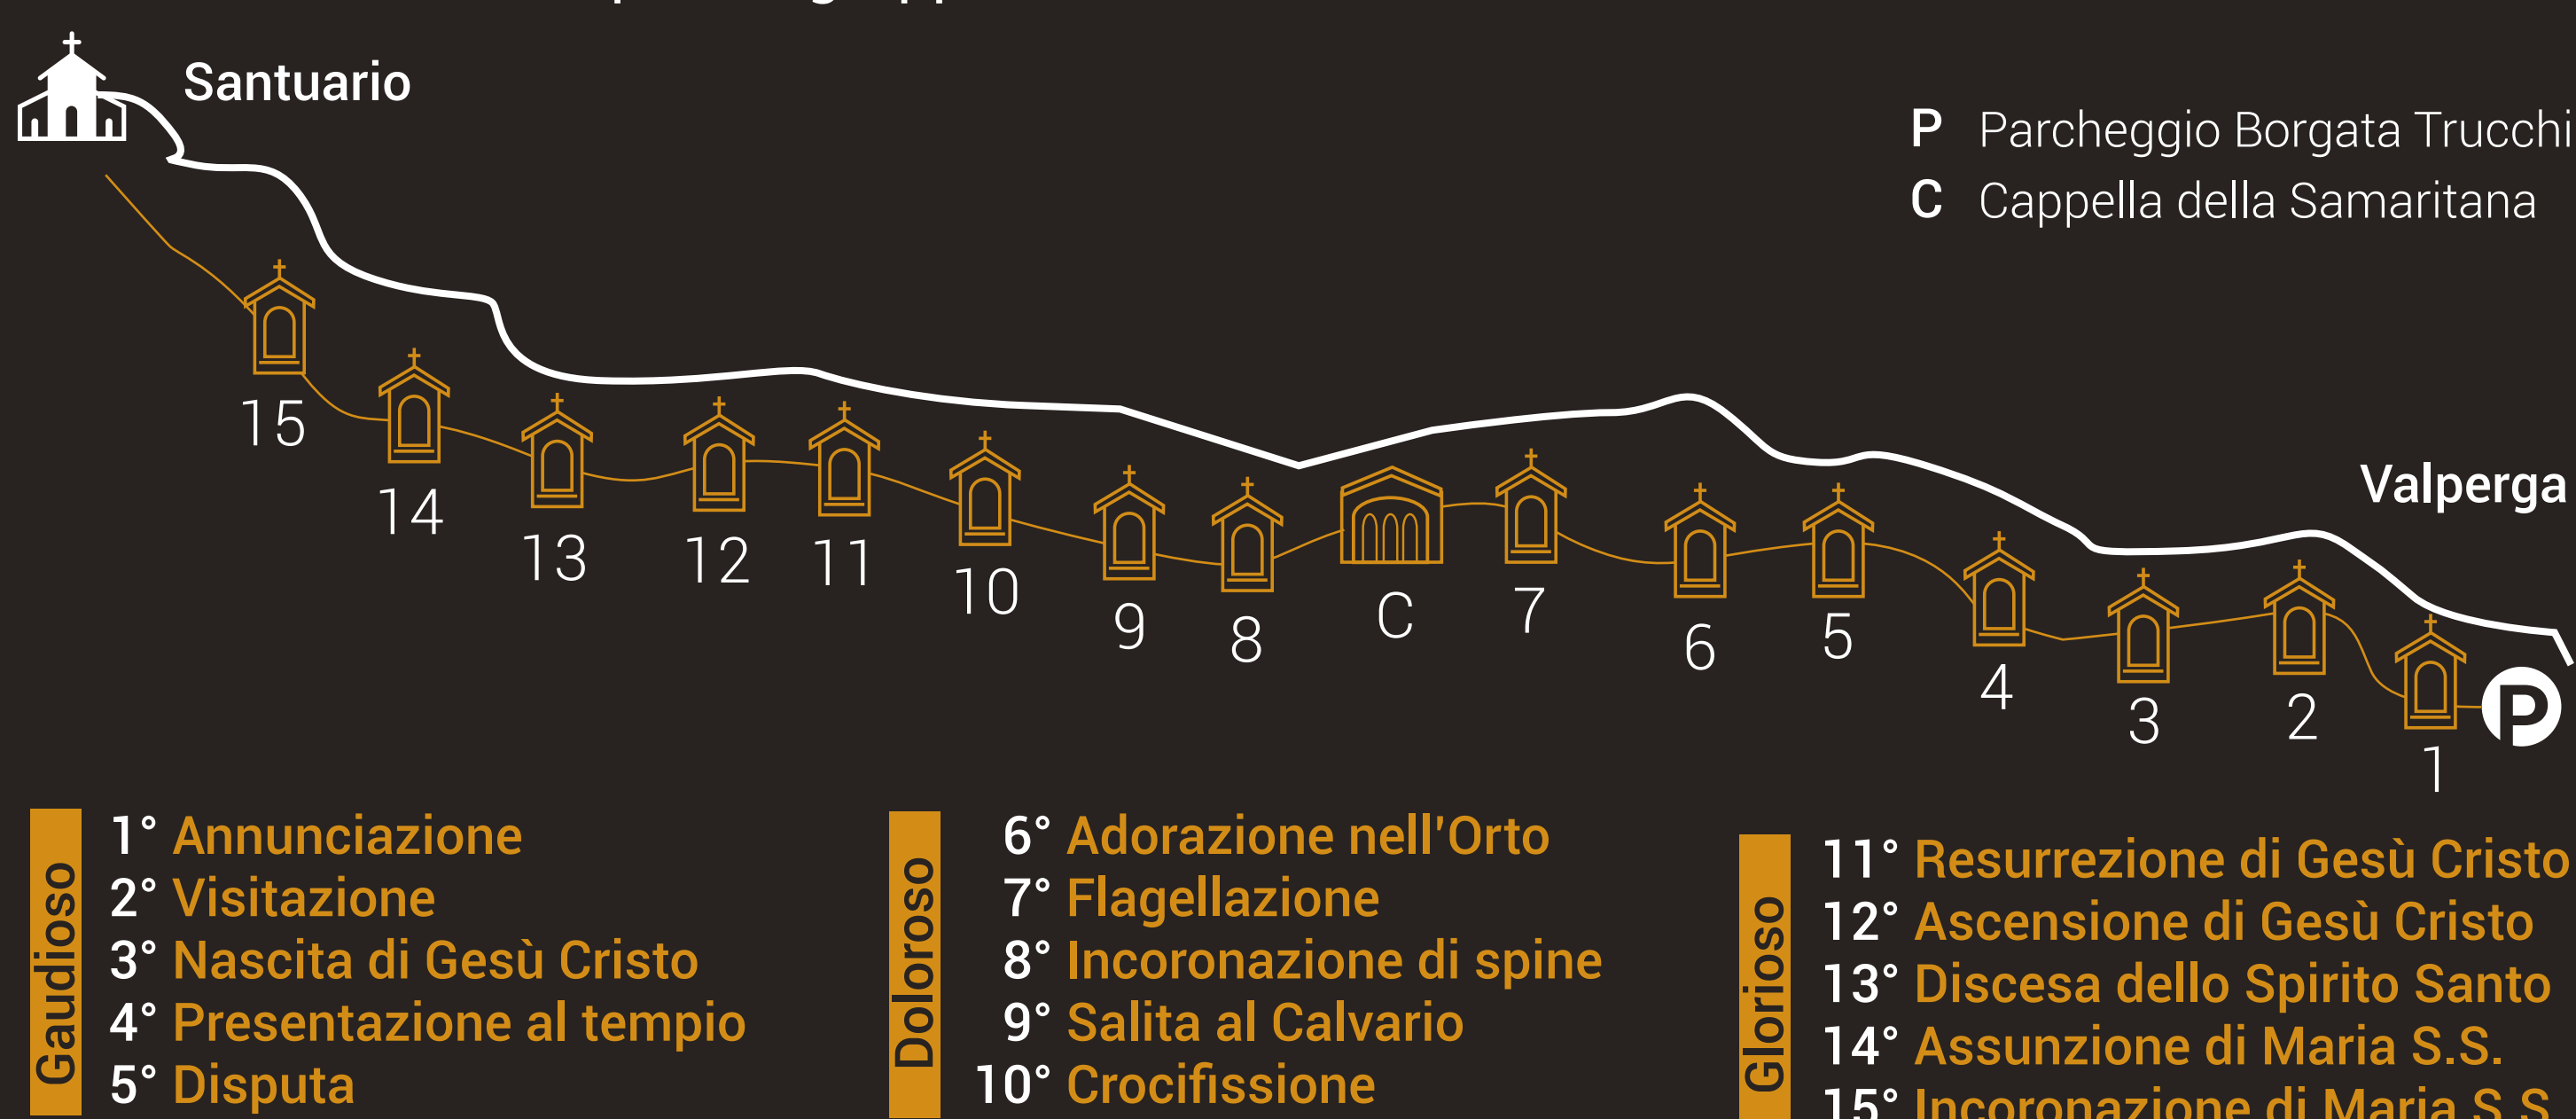 Santuario
P Parcheggio Borgata Trucchi
C Cappella della Samaritana
Valperga
15
14
13
12
11
10
9
8
C
7
6
5
4
3
2
1
P
Gaudioso
1° Annunciazione
2° Visitazione
3° Nascita di Gesù Cristo
4° Presentazione al tempio
5° Disputa
Doloroso
6° Adorazione nell'Orto
7° Flagellazione
8° Incoronazione di spine
9° Salita al Calvario
10° Crocifissione
Glorioso
11° Resurrezione di Gesù Cristo
12° Ascensione di Gesù Cristo
13° Discesa dello Spirito Santo
14° Assunzione di Maria S.S.
15° Incoronazione di Maria S.S